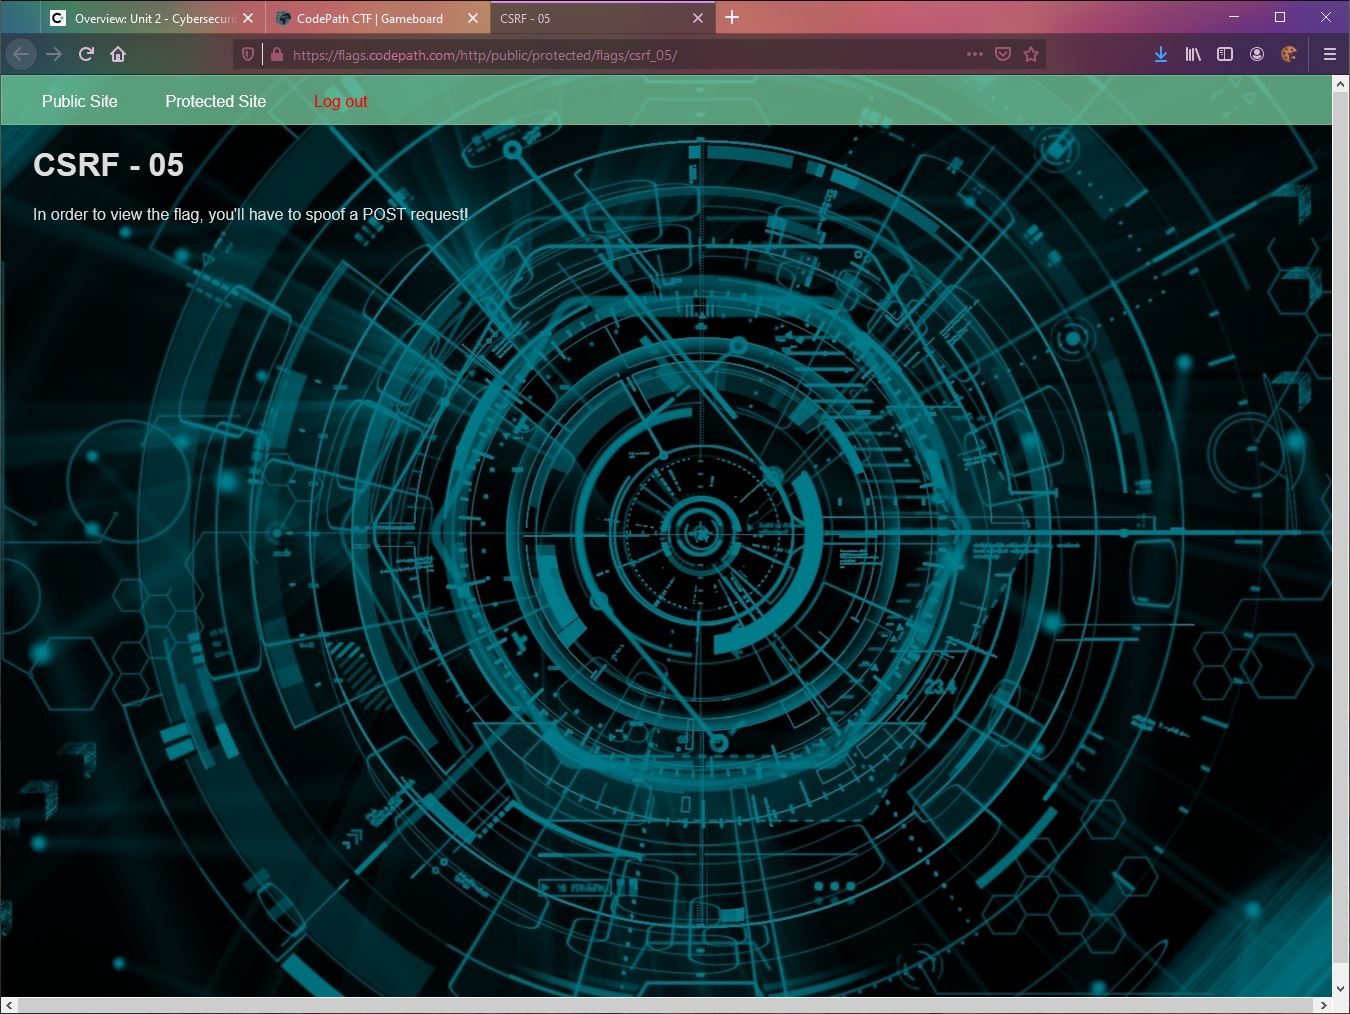 Overview: Unit 2 - Cybersecuri
CodePath CTF | Gameboard
CSRF - 05
https://flags.codepath.com/http/public/protected/flags/csrf_05/
Public Site
Protected Site
Log out
CSRF - 05
In order to view the flag, you'll have to spoof a POST request!
23.4